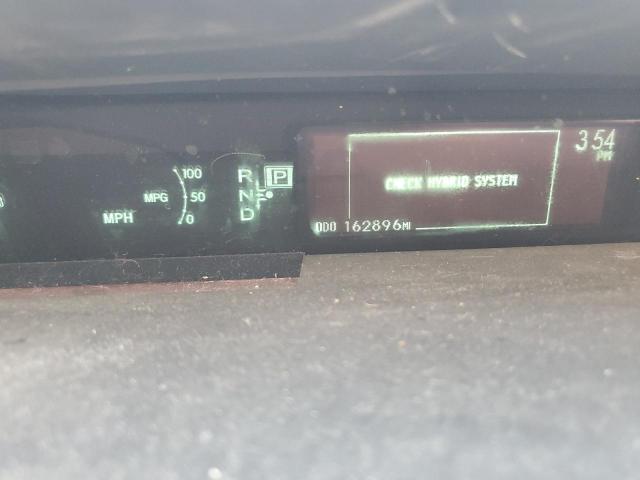 100
MPG 50
MPH 0
R P
N
D
3:54
PM
CHECK HYBRID SYSTEM
ODO 162896MI